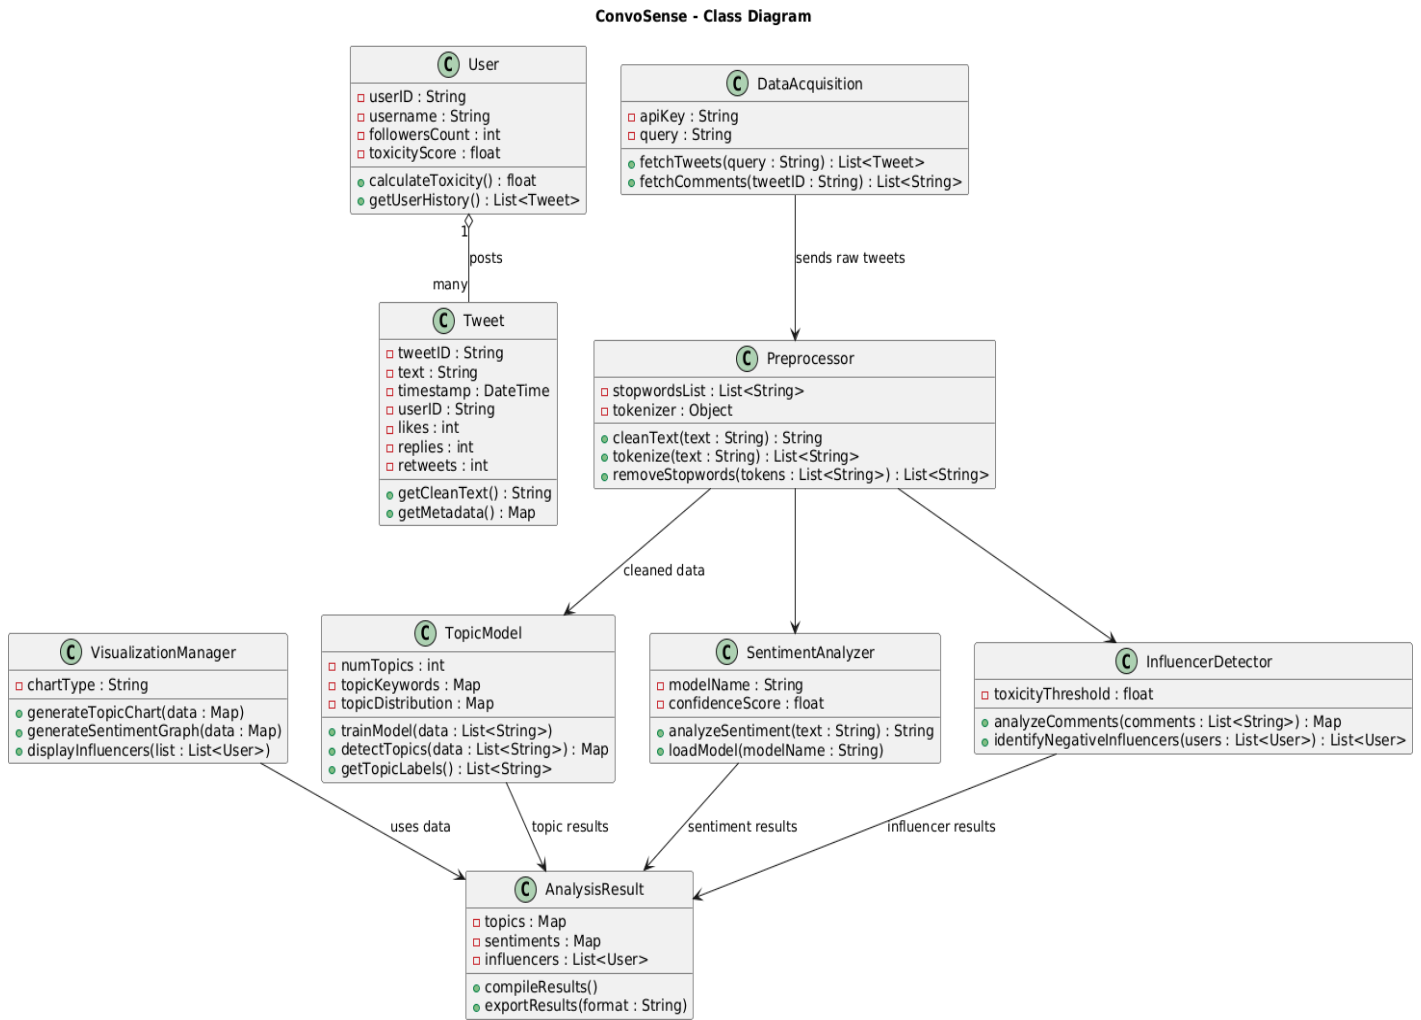 ConvoSense - Class Diagram
C User
userID : String
username : String
followersCount : int
toxicityScore : float
calculateToxicity() : float
getUserHistory() : List<Tweet>
C DataAcquisition
apiKey : String
query : String
fetchTweets(query : String) : List<Tweet>
fetchComments(tweetID : String) : List<String>
1
posts
many
sends raw tweets
C Tweet
tweetID : String
text : String
timestamp : DateTime
userID : String
likes : int
replies : int
retweets : int
getCleanText() : String
getMetadata() : Map
C Preprocessor
stopwordsList : List<String>
tokenizer : Object
cleanText(text : String) : String
tokenize(text : String) : List<String>
removeStopwords(tokens : List<String>) : List<String>
cleaned data
C VisualizationManager
chartType : String
generateTopicChart(data : Map)
generateSentimentGraph(data : Map)
displayInfluencers(list : List<User>)
C TopicModel
numTopics : int
topicKeywords : Map
topicDistribution : Map
trainModel(data : List<String>)
detectTopics(data : List<String>) : Map
getTopicLabels() : List<String>
C SentimentAnalyzer
modelName : String
confidenceScore : float
analyzeSentiment(text : String) : String
loadModel(modelName : String)
C InfluencerDetector
toxicityThreshold : float
analyzeComments(comments : List<String>) : Map
identifyNegativeInfluencers(users : List<User>) : List<User>
uses data
topic results
sentiment results
influencer results
C AnalysisResult
topics : Map
sentiments : Map
influencers : List<User>
compileResults()
exportResults(format : String)